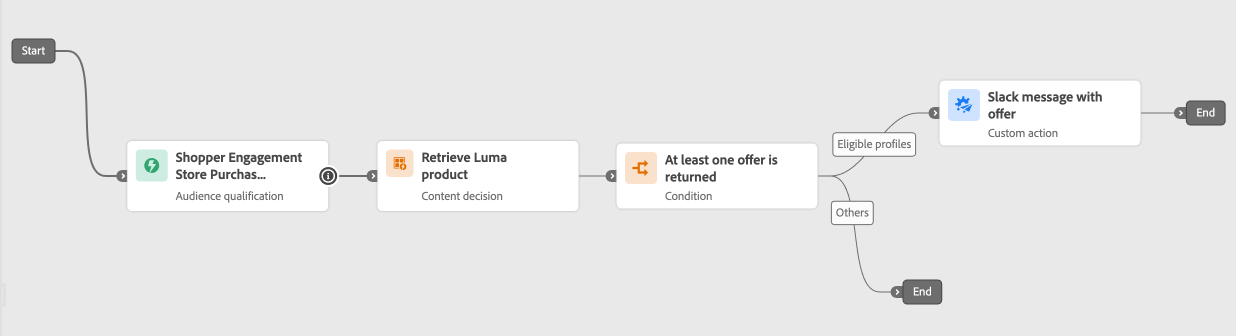 Start
Shopper Engagement
Store Purchas...
Audience qualification
Retrieve Luma
product
Content decision
At least one offer is
returned
Condition
Eligible profiles
Others
Slack message with
offer
Custom action
End
End